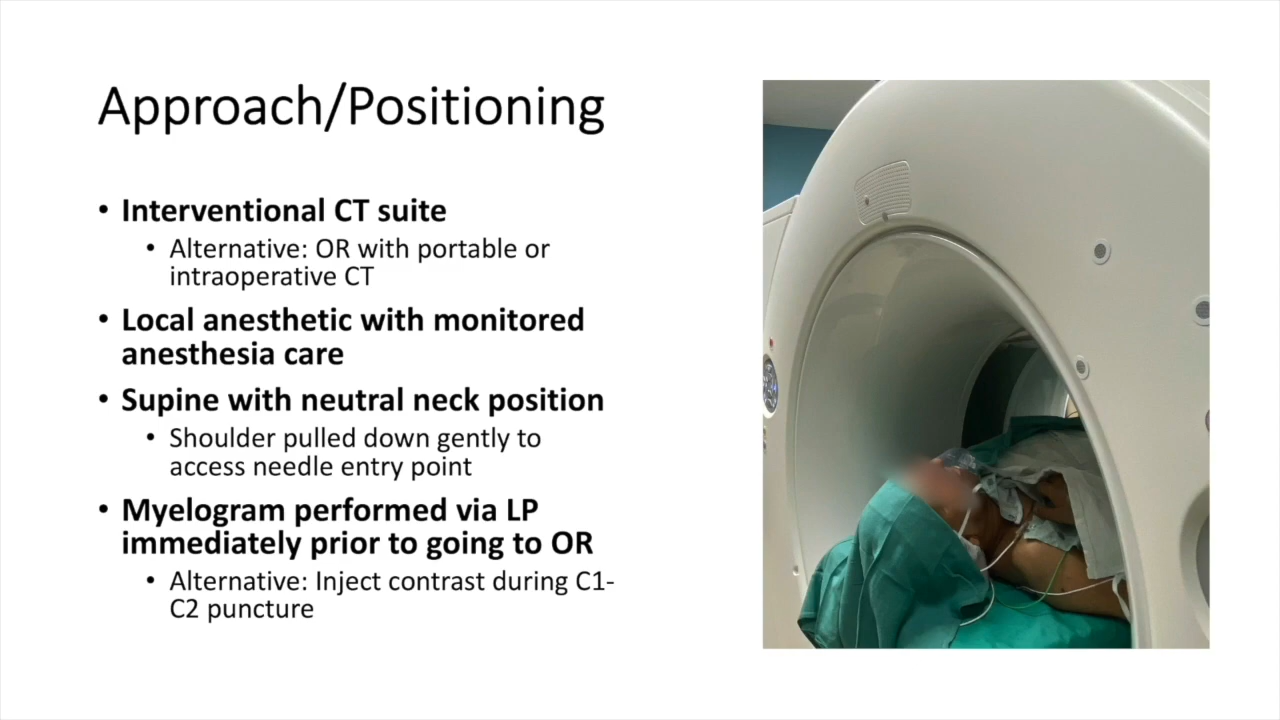 Approach/Positioning
• Interventional CT suite
• Alternative: OR with portable or
intraoperative CT
• Local anesthetic with monitored
anesthesia care
• Supine with neutral neck position
• Shoulder pulled down gently to
access needle entry point
• Myelogram performed via LP
immediately prior to going to OR
• Alternative: Inject contrast during C1-
C2 puncture